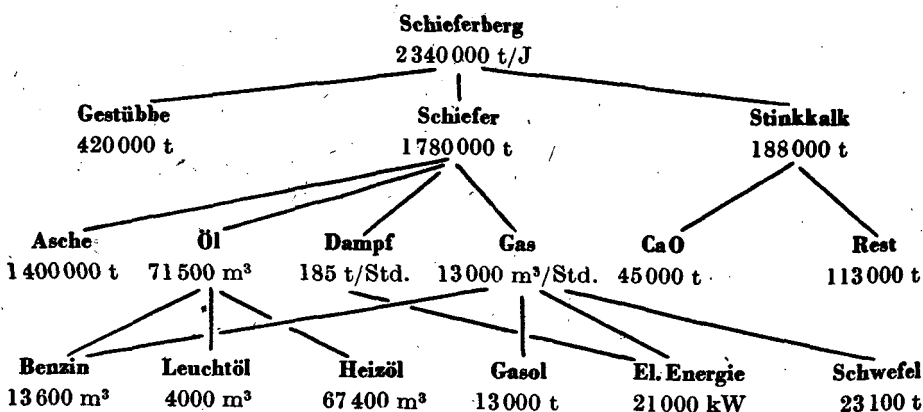 Schieferberg
2340000 t/J
Gestübbe Schiefer Stinkkalk
420000 t 1780000 t 188000 t
Asche Öl Dampf Gas CaO Rest
1400000 t 71500 m³ 185 t/Std. 13000 m³/Std. 45000 t 113000 t
Benzin Leuchtöl Heizöl Gasol El. Energie Schwefel
13600 m³ 4000 m³ 67400 m³ 13000 t 21000 kW 23100 t